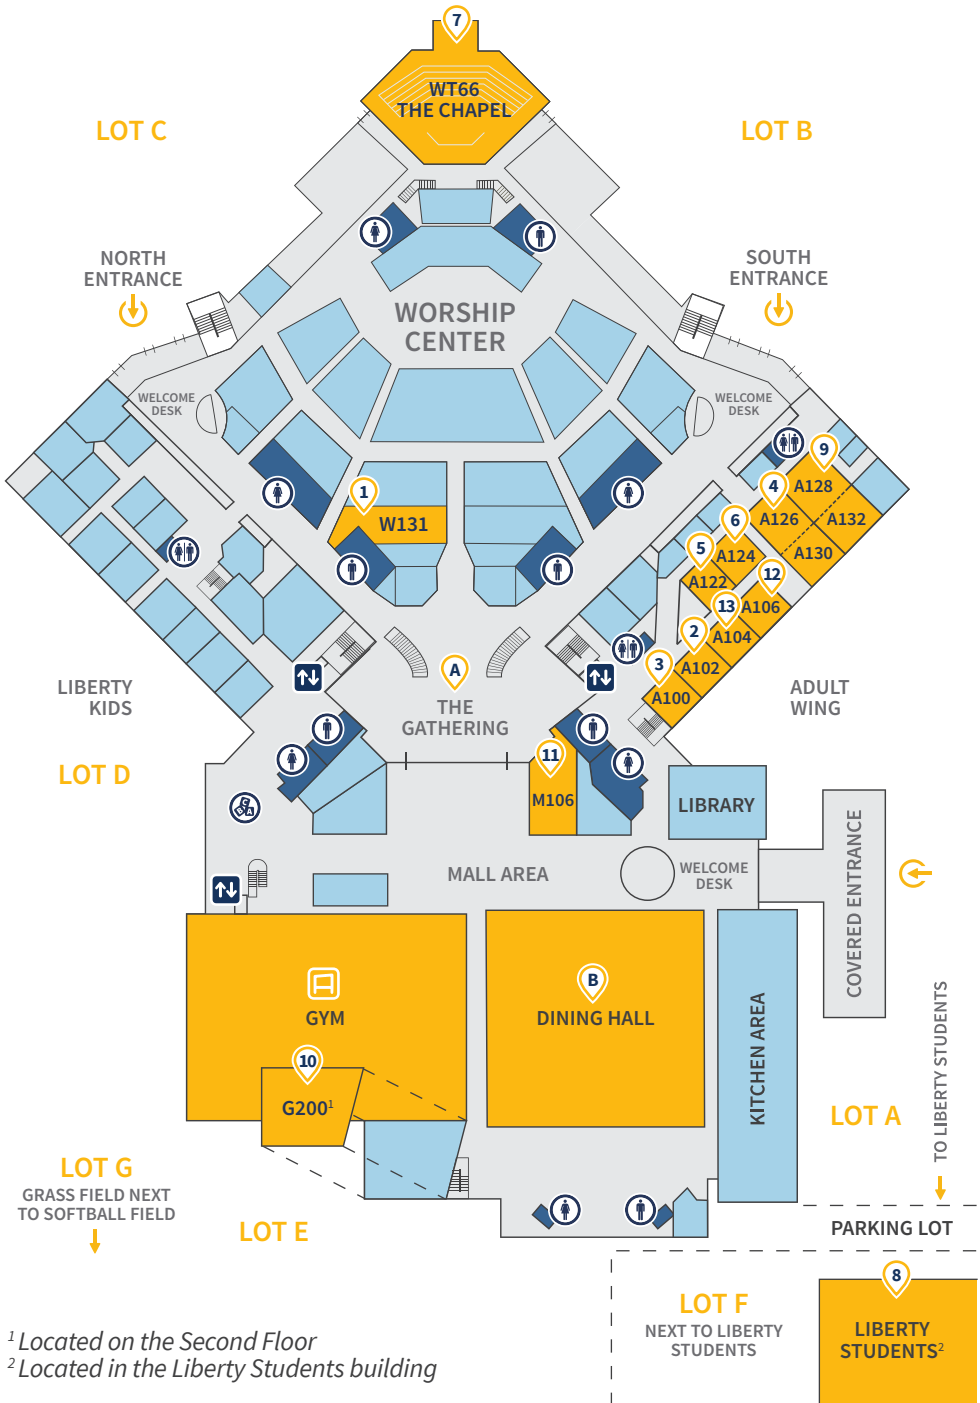 7
WT66
THE CHAPEL
LOT C
LOT B
NORTH
ENTRANCE
SOUTH
ENTRANCE
WORSHIP
CENTER
WELCOME
DESK
WELCOME
DESK
9
4
A128
1
W131
6
A126
A132
5
A124
A130
A122
12
13
A106
2
A104
3
A102
A100
A
THE
GATHERING
LIBERTY
KIDS
ADULT
WING
LOT D
11
M106
LIBRARY
C
B
A
MALL AREA
WELCOME
DESK
COVERED ENTRANCE
GYM
B
DINING HALL
KITCHEN AREA
10
G200¹
TO LIBERTY STUDENTS
LOT A
LOT G
GRASS FIELD NEXT
TO SOFTBALL FIELD
LOT E
PARKING LOT
8
LOT F
NEXT TO LIBERTY
STUDENTS
LIBERTY
STUDENTS²
¹ Located on the Second Floor
² Located in the Liberty Students building